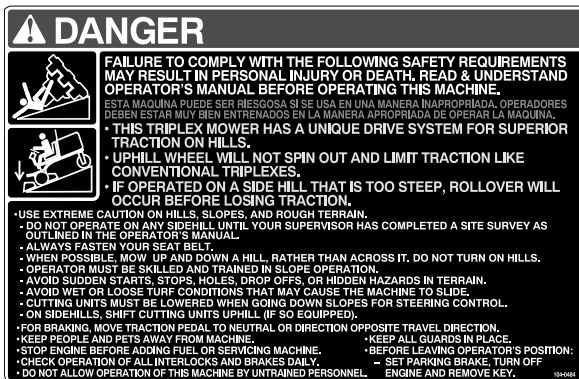 DANGER
FAILURE TO COMPLY WITH THE FOLLOWING SAFETY REQUIREMENTS
MAY RESULT IN PERSONAL INJURY OR DEATH. READ & UNDERSTAND
OPERATOR'S MANUAL BEFORE OPERATING THIS MACHINE.
ESTA MAQUINA PUEDE SER RIESGOSA SI SE USA EN UNA MANERA INAPROPRIADA. OPERADORES
DEBEN ESTAR MUY BIEN ENTRENADOS EN LA MANERA APROPRIADA DE OPERAR LA MAQUINA.
• THIS TRIPLEX MOWER HAS A UNIQUE DRIVE SYSTEM FOR SUPERIOR
TRACTION ON HILLS.
• UPHILL WHEEL WILL NOT SPIN OUT AND LIMIT TRACTION LIKE
CONVENTIONAL TRIPLEXES.
• IF OPERATED ON A SIDE HILL THAT IS TOO STEEP, ROLLOVER WILL
OCCUR BEFORE LOSING TRACTION.
•USE EXTREME CAUTION ON HILLS, SLOPES, AND ROUGH TERRAIN.
- DO NOT OPERATE ON ANY SIDEHILL UNTIL YOUR SUPERVISOR HAS COMPLETED A SITE SURVEY AS
OUTLINED IN THE OPERATOR'S MANUAL.
- ALWAYS FASTEN YOUR SEAT BELT.
- WHEN POSSIBLE, MOW UP AND DOWN A HILL, RATHER THAN ACROSS IT. DO NOT TURN ON HILLS.
- OPERATOR MUST BE SKILLED AND TRAINED IN SLOPE OPERATION.
- AVOID SUDDEN STARTS, STOPS, HOLES, DROP OFFS, OR HIDDEN HAZARDS IN TERRAIN.
- AVOID WET OR LOOSE TURF CONDITIONS THAT MAY CAUSE THE MACHINE TO SLIDE.
- CUTTING UNITS MUST BE LOWERED WHEN GOING DOWN SLOPES FOR STEERING CONTROL.
- ON SIDEHILLS, SHIFT CUTTING UNITS UPHILL (IF SO EQUIPPED).
•FOR BRAKING, MOVE TRACTION PEDAL TO NEUTRAL OR DIRECTION OPPOSITE TRAVEL DIRECTION.
•KEEP PEOPLE AND PETS AWAY FROM MACHINE.
•STOP ENGINE BEFORE ADDING FUEL OR SERVICING MACHINE.
•CHECK OPERATION OF ALL INTERLOCKS AND BRAKES DAILY.
• DO NOT ALLOW OPERATION OF THIS MACHINE BY UNTRAINED PERSONNEL.
•KEEP ALL GUARDS IN PLACE.
•BEFORE LEAVING OPERATOR'S POSITION:
– SET PARKING BRAKE, TURN OFF
ENGINE AND REMOVE KEY.
104-0484